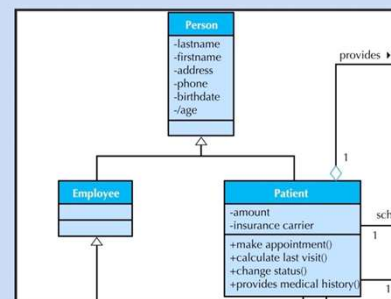 Person
-lastname
-firstname
-address
-phone
-birthdate
-/age
provides
1
Employee
Patient
-amount
-insurance carrier
sch
1
+make appointment()
+calculate last visit()
+change status()
+provides medical history()
1